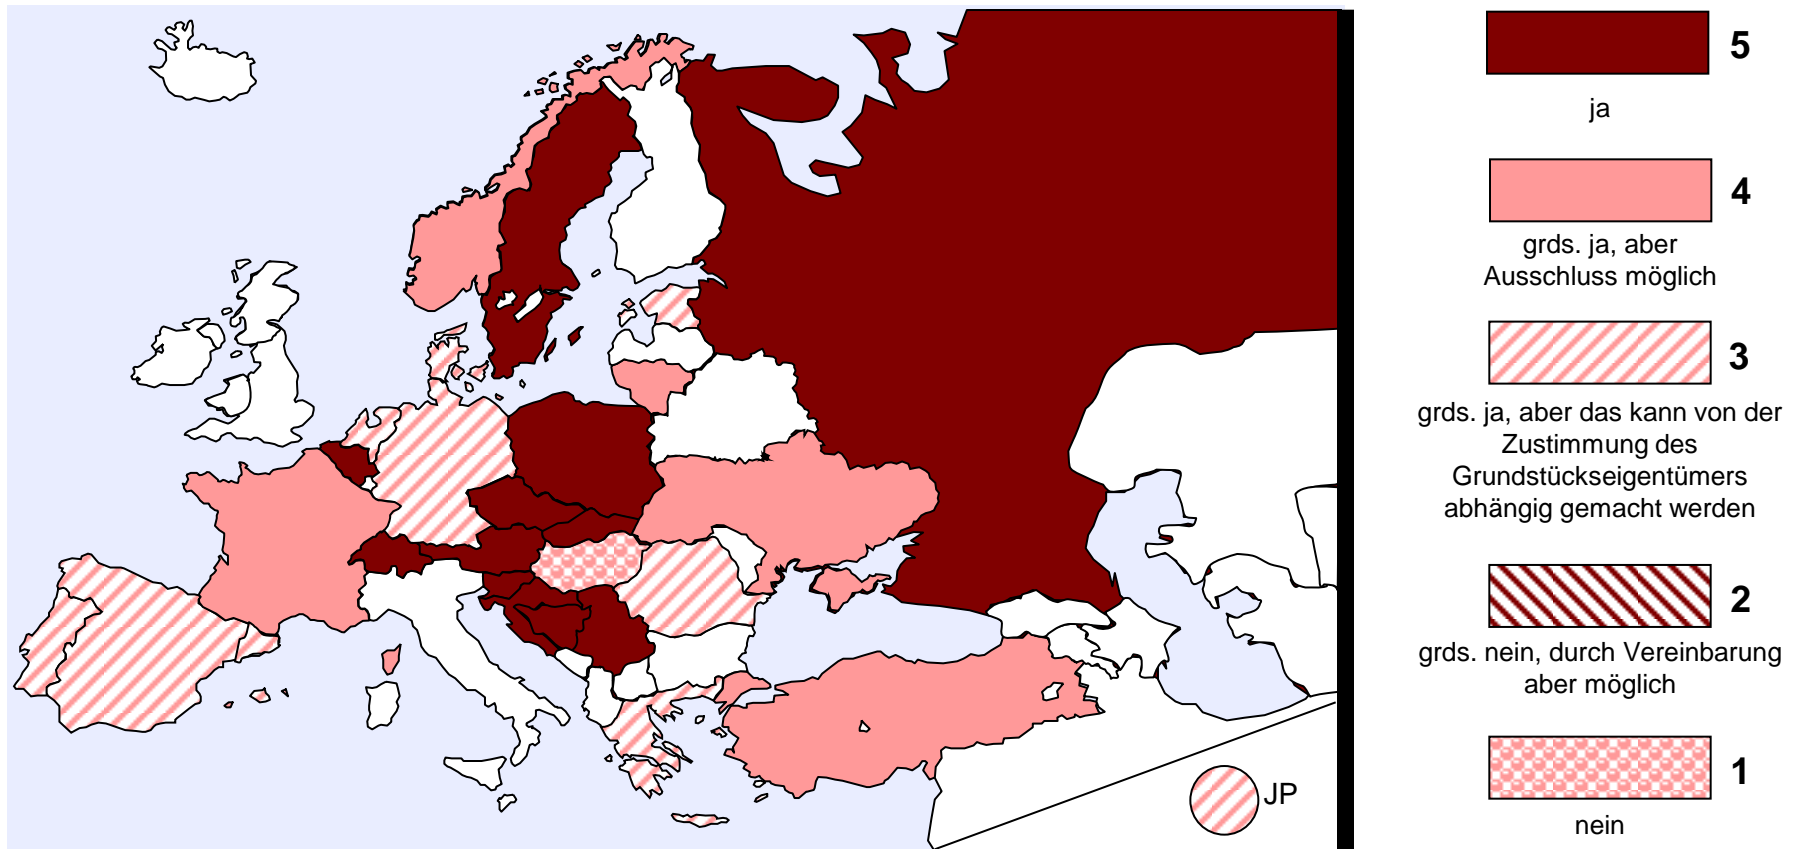 5
ja
4
grds. ja, aber
Ausschluss möglich
3
grds. ja, aber das kann von der
Zustimmung des
Grundstückseigentümers
abhängig gemacht werden
2
grds. nein, durch Vereinbarung
aber möglich
1
nein
JP